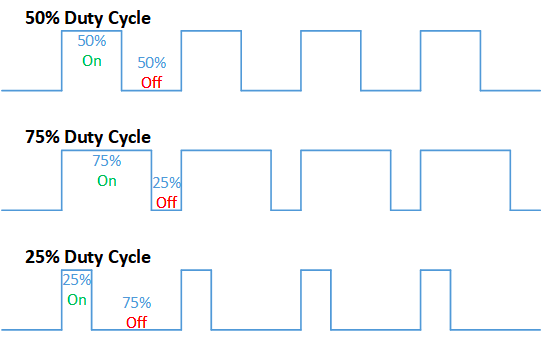 50% Duty Cycle
50%
On
50%
Off
75% Duty Cycle
75%
On
25%
Off
25% Duty Cycle
25%
On
75%
Off